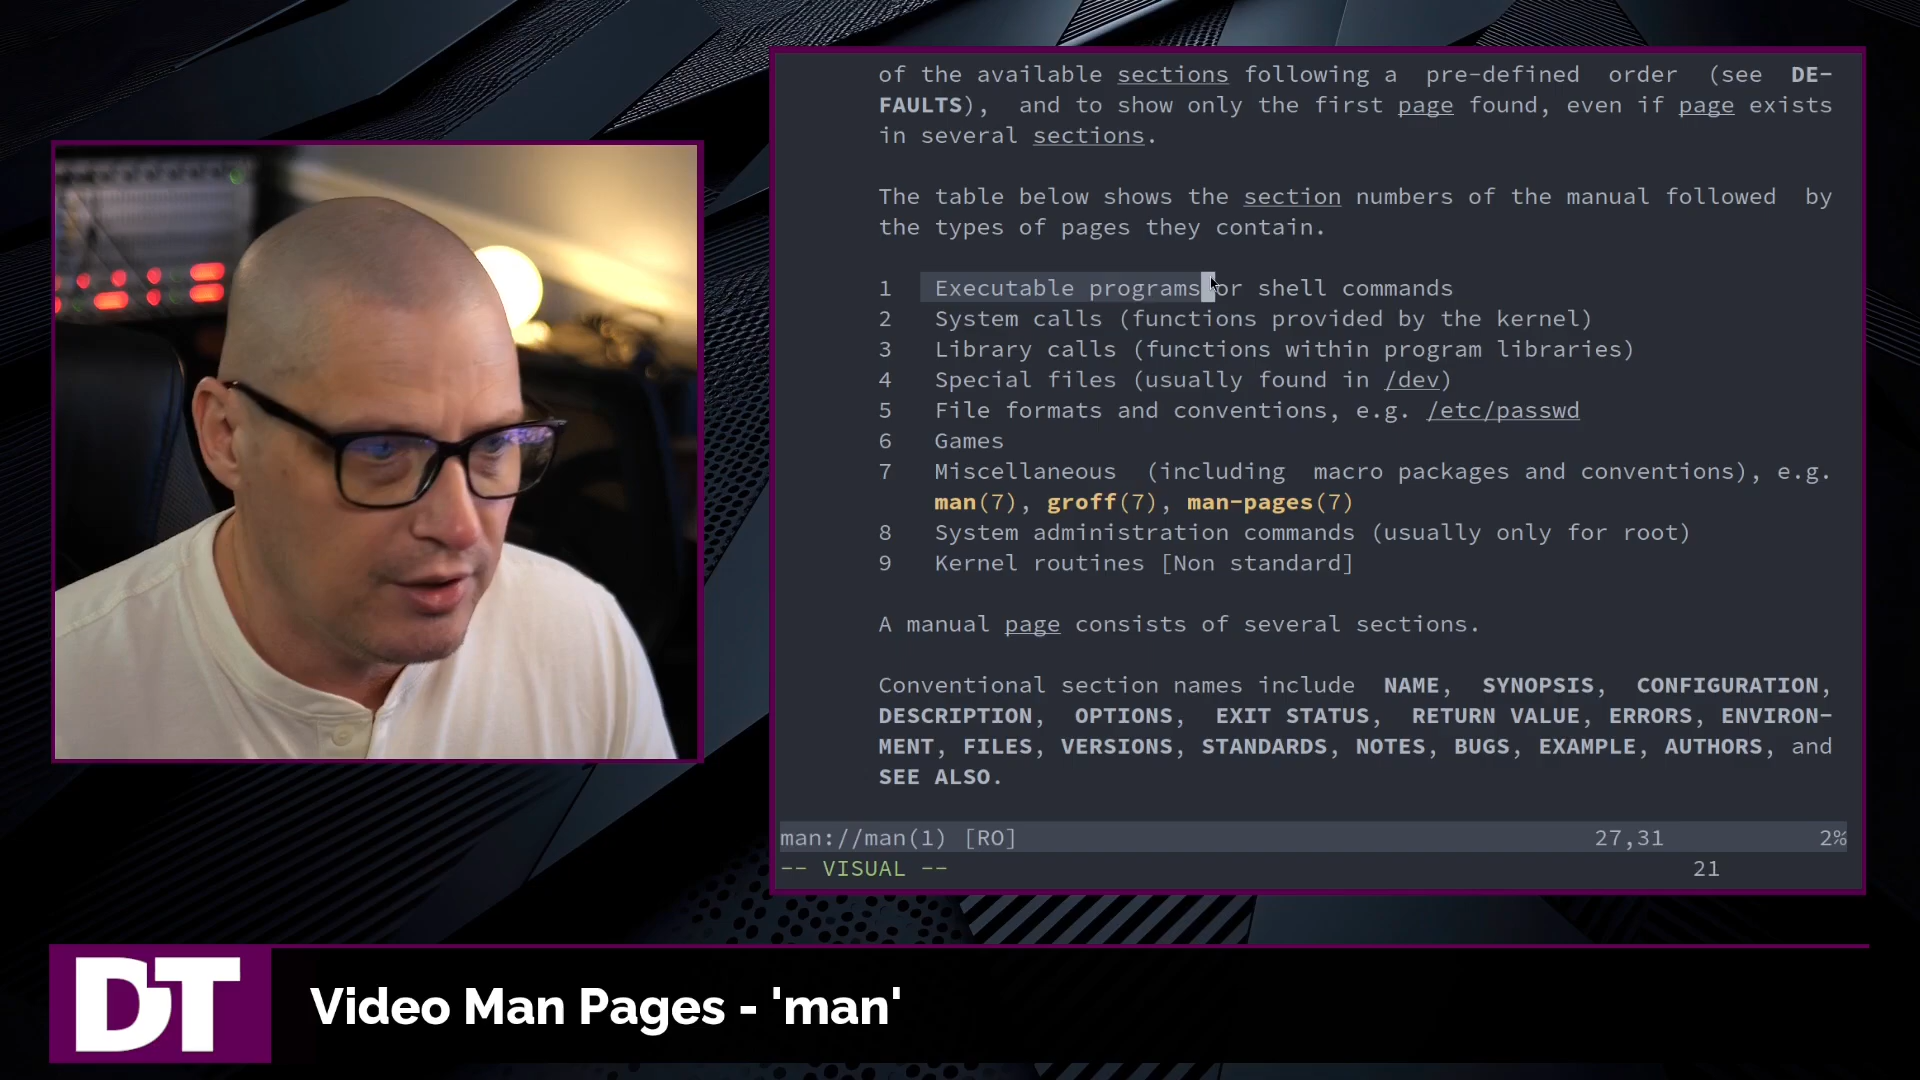 of the available sections following a pre-defined order (see DE-
FAULTS), and to show only the first page found, even if page exists
in several sections.
The table below shows the section numbers of the manual followed by
the types of pages they contain.
1 Executable programs or shell commands
2 System calls (functions provided by the kernel)
3 Library calls (functions within program libraries)
4 Special files (usually found in /dev)
5 File formats and conventions, e.g. /etc/passwd
6 Games
7 Miscellaneous (including macro packages and conventions), e.g.
man(7), groff(7), man-pages(7)
8 System administration commands (usually only for root)
9 Kernel routines [Non standard]
A manual page consists of several sections.
Conventional section names include NAME, SYNOPSIS, CONFIGURATION,
DESCRIPTION, OPTIONS, EXIT STATUS, RETURN VALUE, ERRORS, ENVIRON-
MENT, FILES, VERSIONS, STANDARDS, NOTES, BUGS, EXAMPLE, AUTHORS, and
SEE ALSO.
man://man(1) [RO] 27,31 2%
-- VISUAL -- 21
DT
Video Man Pages - 'man'